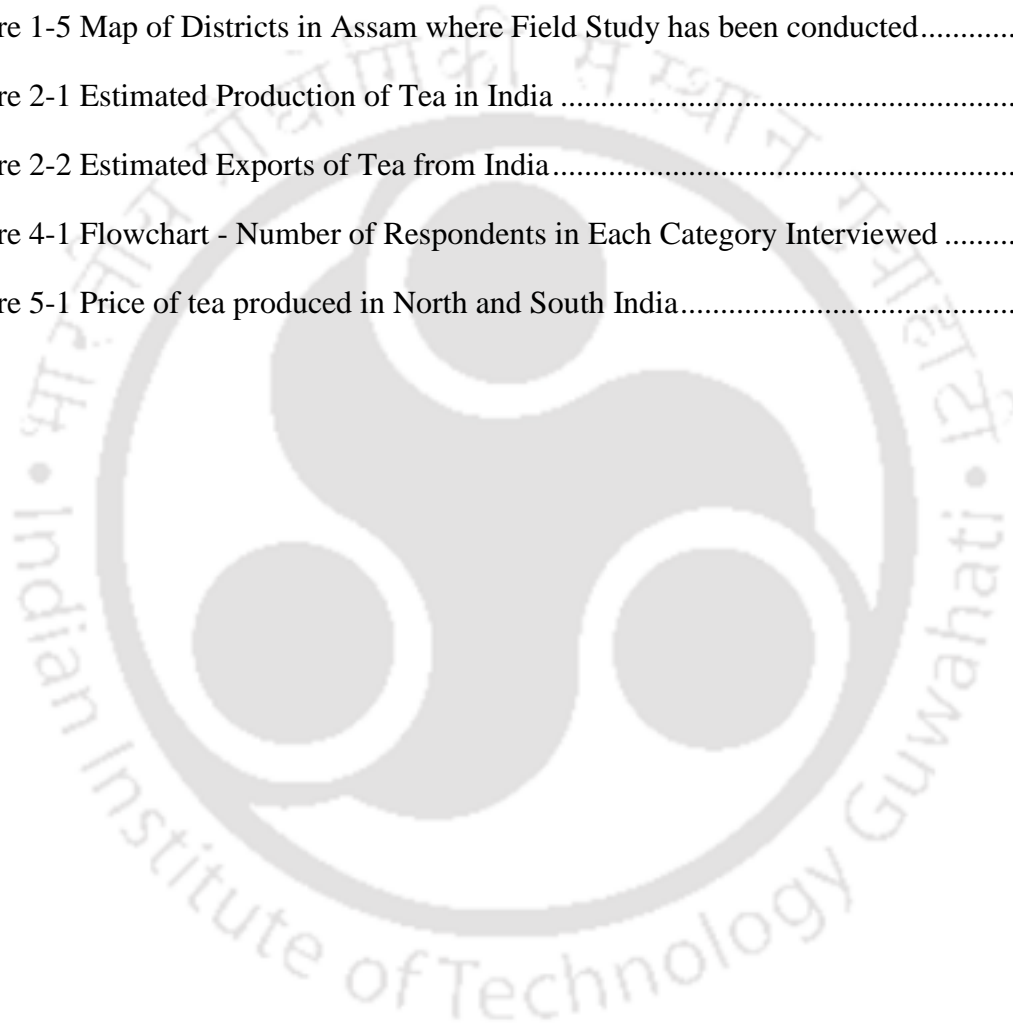 re 1-5 Map of Districts in Assam where Field Study has been conducted............
re 2-1 Estimated Production of Tea in India .......................................................
re 2-2 Estimated Exports of Tea from India........................................................
re 4-1 Flowchart - Number of Respondents in Each Category Interviewed .........
re 5-1 Price of tea produced in North and South India........................................
Indian Institute of Technology Guwahati